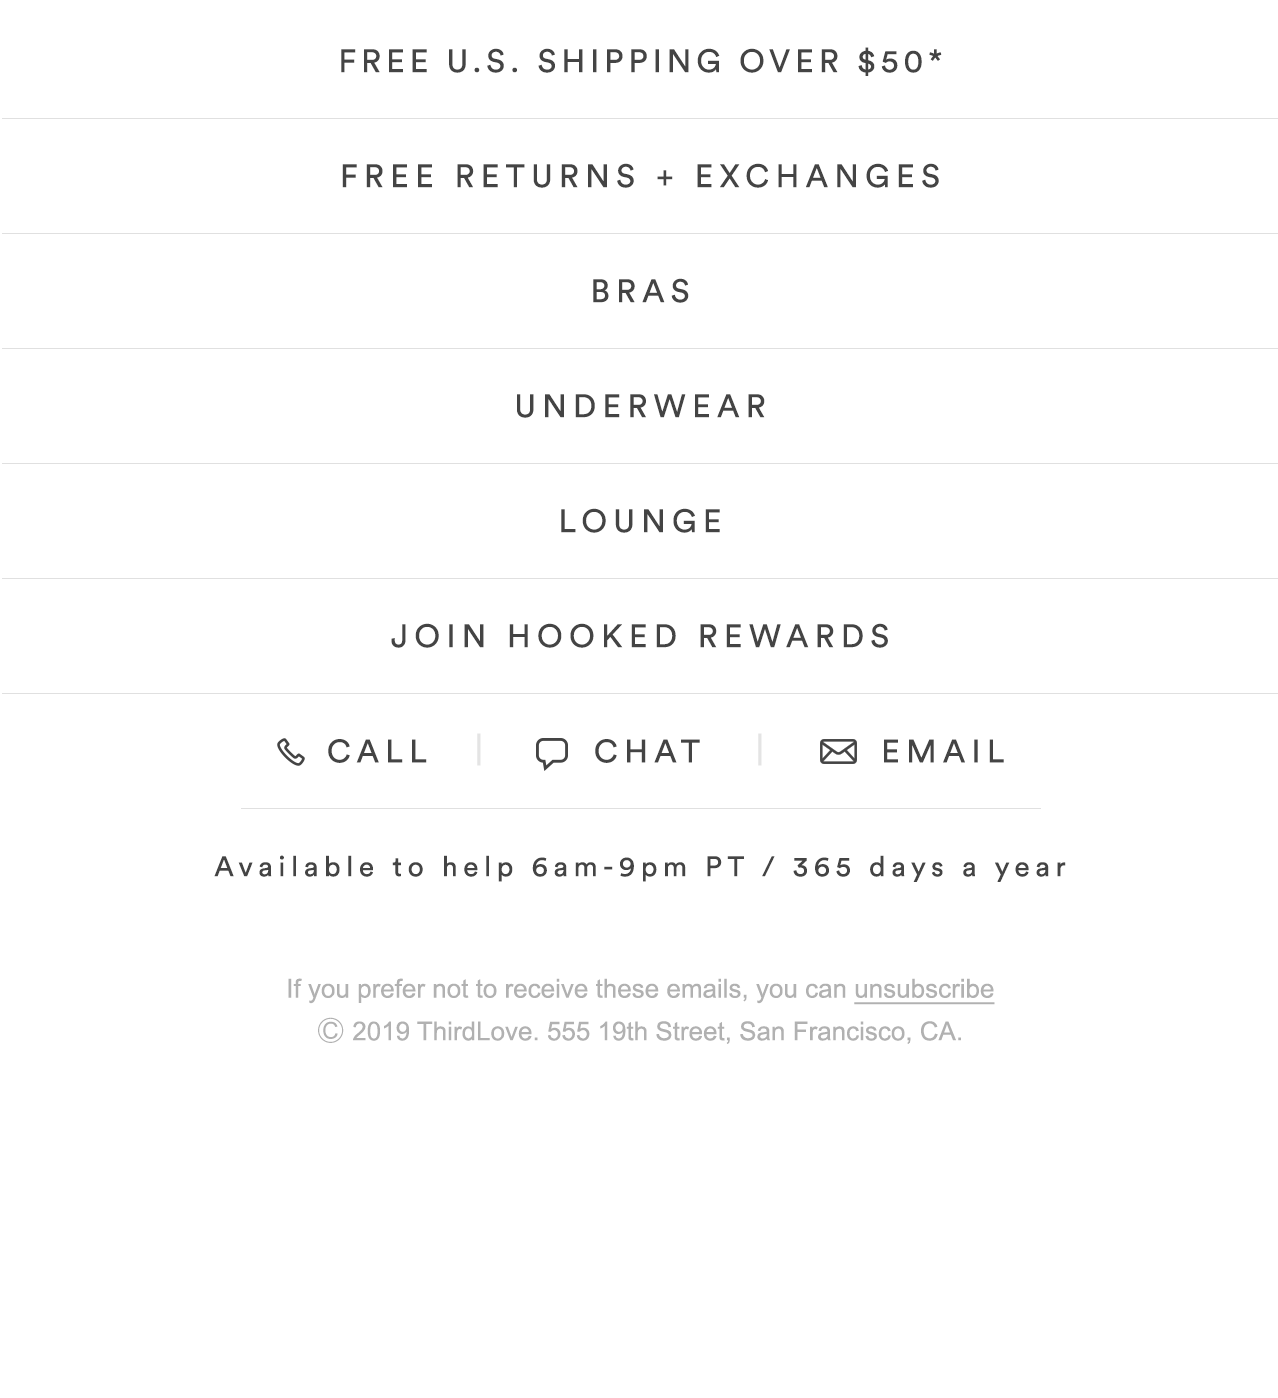 FREE U.S. SHIPPING OVER $50*
FREE RETURNS + EXCHANGES
BRAS
UNDERWEAR
LOUNGE
JOIN HOOKED REWARDS
CALL | CHAT | EMAIL
Available to help 6am-9pm PT / 365 days a year
If you prefer not to receive these emails, you can unsubscribe
© 2019 ThirdLove. 555 19th Street, San Francisco, CA.